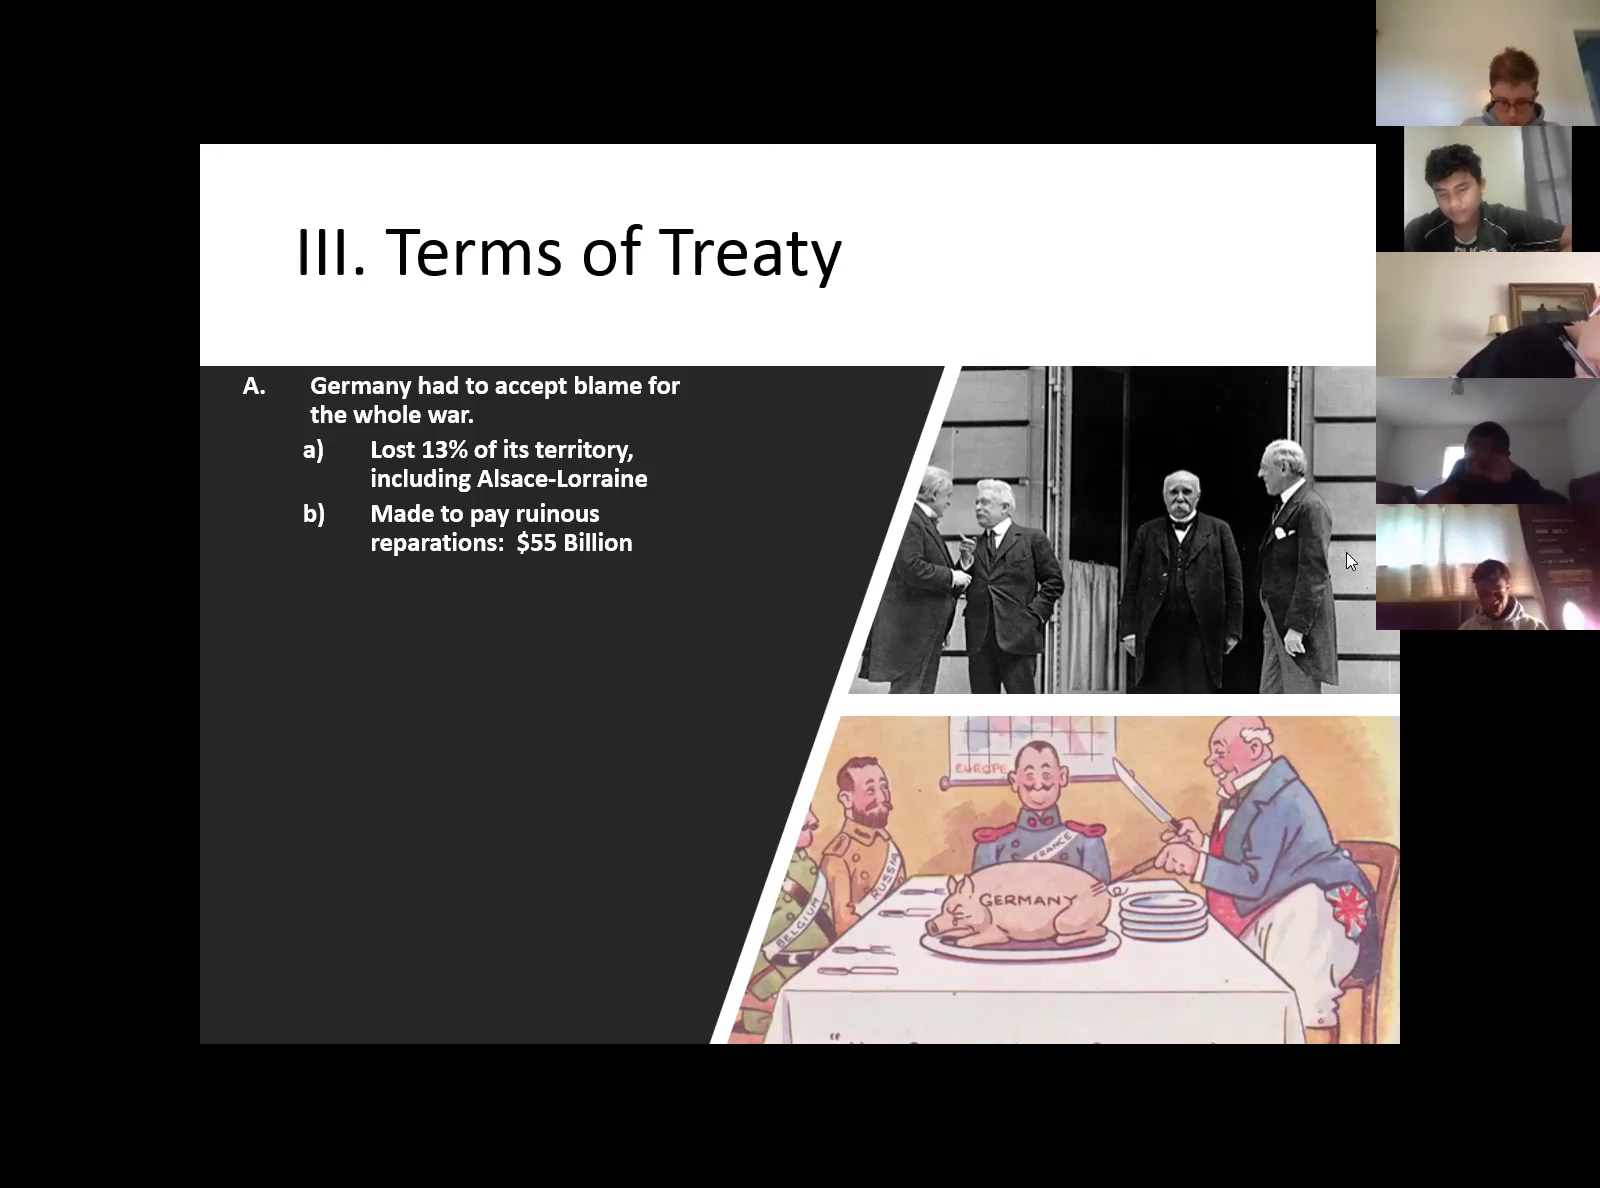 III. Terms of Treaty
A. Germany had to accept blame for
the whole war.
a) Lost 13% of its territory,
including Alsace-Lorraine
b) Made to pay ruinous
reparations: $55 Billion
EUROPE
FRANCE
RUSSIA
GERMANY
BELGIUM